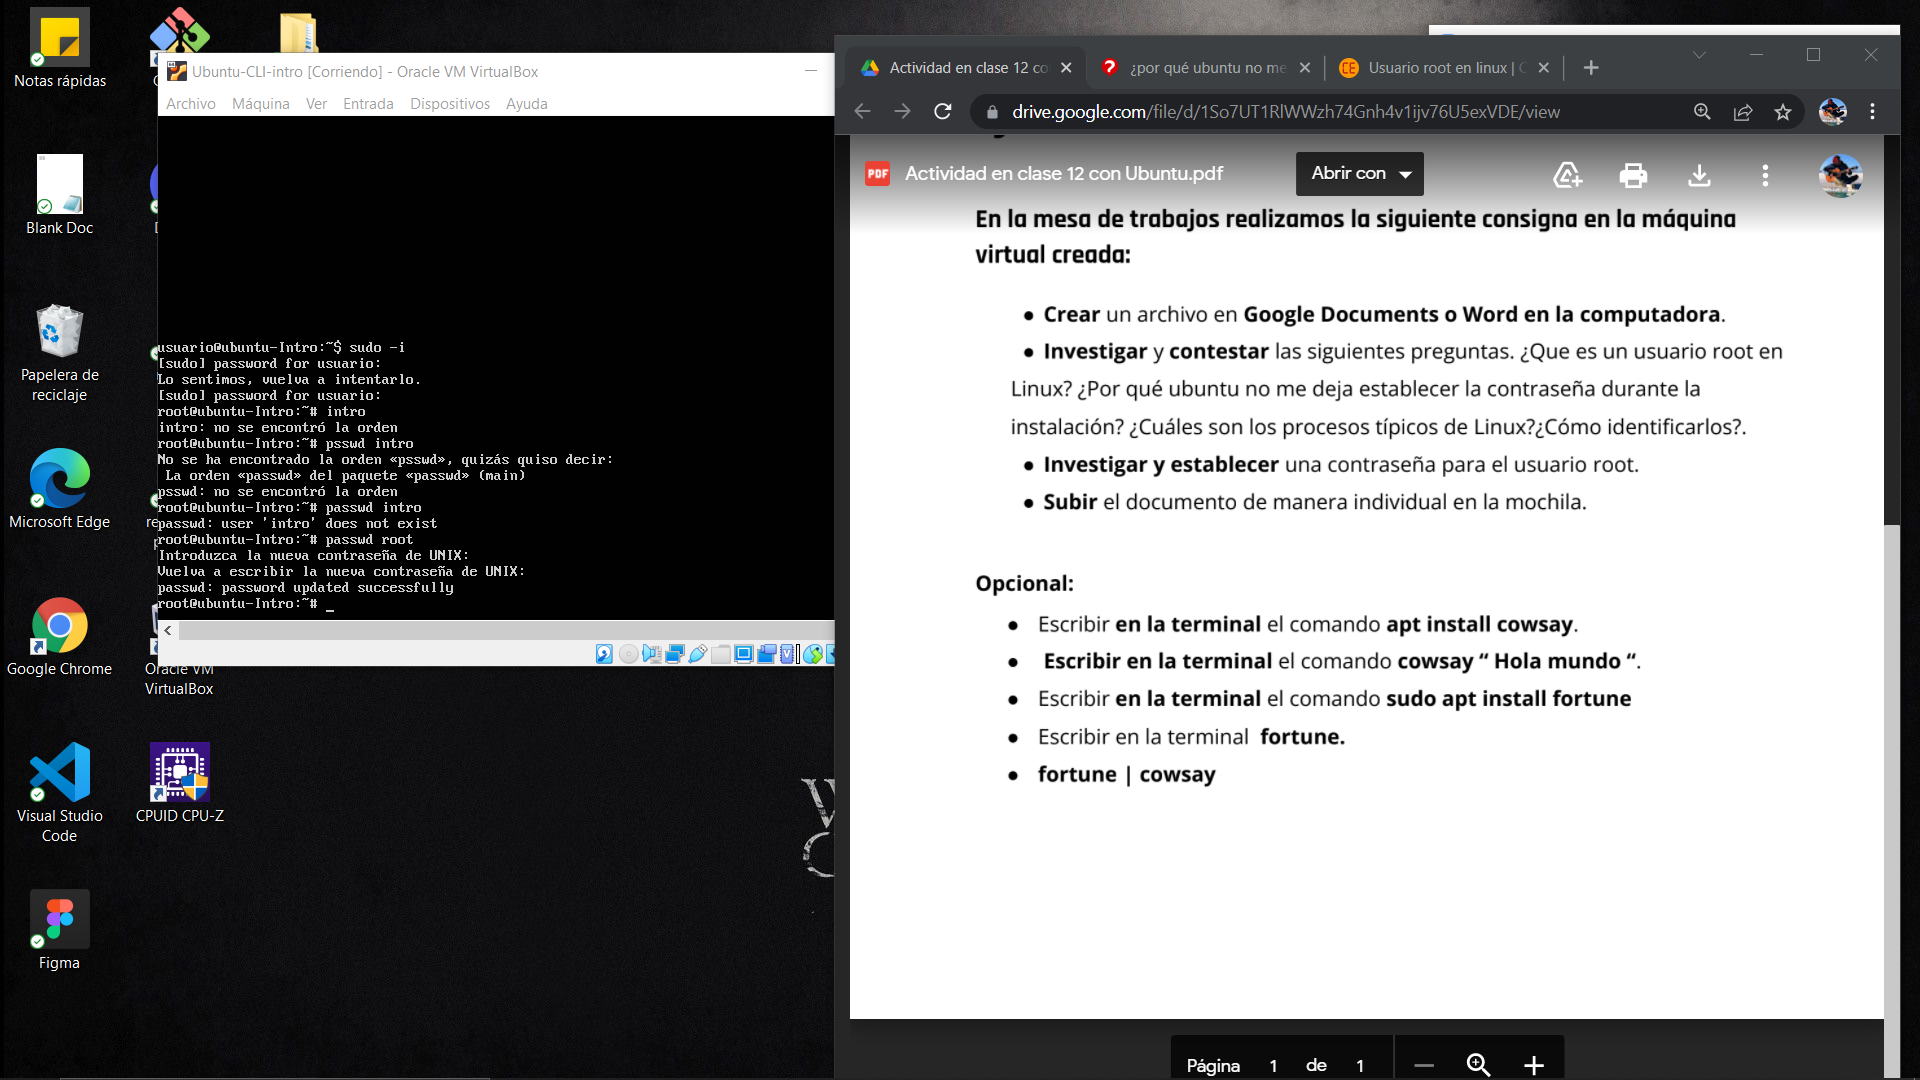 Notas rápidas
Blank Doc
Papelera de
reciclaje
Microsoft Edge
Google Chrome
Oracle VM
VirtualBox
Visual Studio
Code
CPUID CPU-Z
Figma
Ubuntu-CLI-intro [Corriendo] - Oracle VM VirtualBox
Archivo Máquina Ver Entrada Dispositivos Ayuda
usuario@ubuntu-Intro:~$ sudo -i
[sudo] password for usuario:
Lo sentimos, vuelva a intentarlo.
[sudo] password for usuario:
root@ubuntu-Intro:~# intro
intro: no se encontró la orden
root@ubuntu-Intro:~# psswd intro
No se ha encontrado la orden «psswd», quizás quiso decir:
La orden «passwd» del paquete «passwd» (main)
psswd: no se encontró la orden
root@ubuntu-Intro:~# passwd intro
passwd: user 'intro' does not exist
root@ubuntu-Intro:~# passwd root
Introduzca la nueva contraseña de UNIX:
Vuelva a escribir la nueva contraseña de UNIX:
passwd: password updated successfully
root@ubuntu-Intro:~# _
Actividad en clase 12 co
¿por qué ubuntu no me
Usuario root en linux | C
drive.google.com/file/d/1So7UT1RlWWzh74Gnh4v1ijv76U5exVDE/view
PDF Actividad en clase 12 con Ubuntu.pdf
Abrir con
En la mesa de trabajos realizamos la siguiente consigna en la máquina
virtual creada:
● Crear un archivo en Google Documents o Word en la computadora.
● Investigar y contestar las siguientes preguntas. ¿Que es un usuario root en
Linux? ¿Por qué ubuntu no me deja establecer la contraseña durante la
instalación? ¿Cuáles son los procesos típicos de Linux?¿Cómo identificarlos?.
● Investigar y establecer una contraseña para el usuario root.
● Subir el documento de manera individual en la mochila.
Opcional:
● Escribir en la terminal el comando apt install cowsay.
● Escribir en la terminal el comando cowsay “ Hola mundo “.
● Escribir en la terminal el comando sudo apt install fortune
● Escribir en la terminal fortune.
● fortune | cowsay
Página 1 de 1